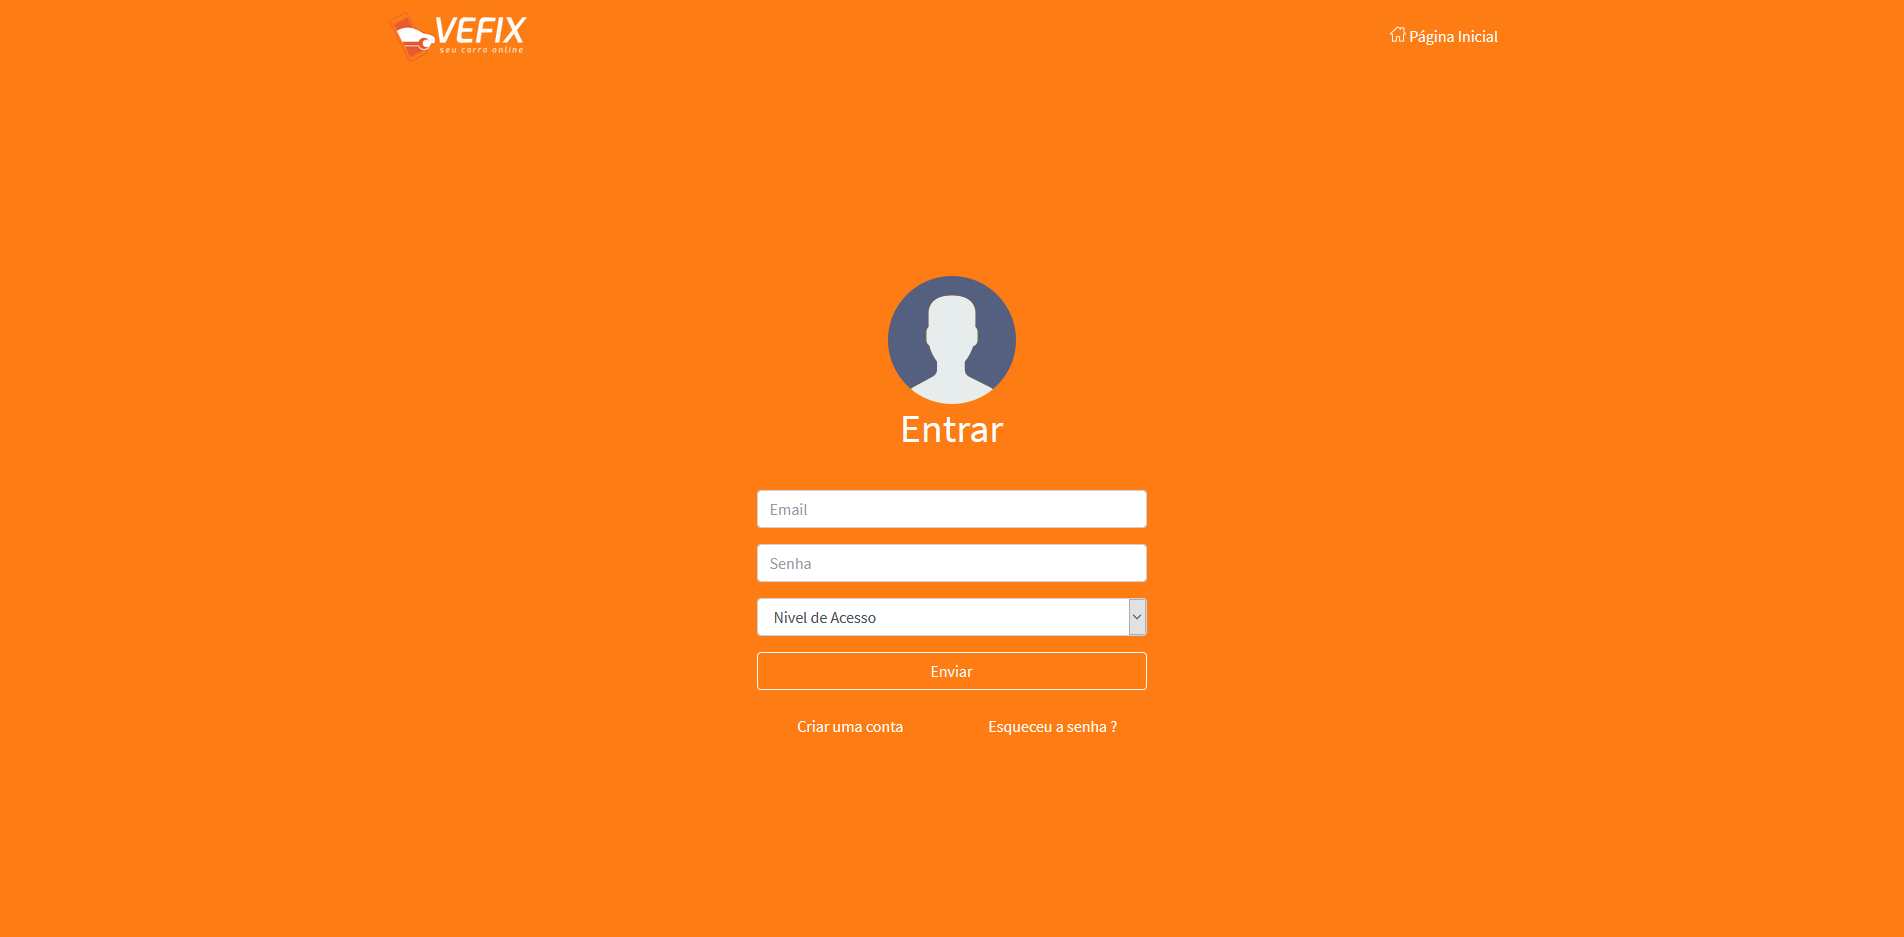 VEFIX
seu carro online
Página Inicial
Entrar
Email
Senha
Nivel de Acesso
Enviar
Criar uma conta
Esqueceu a senha ?